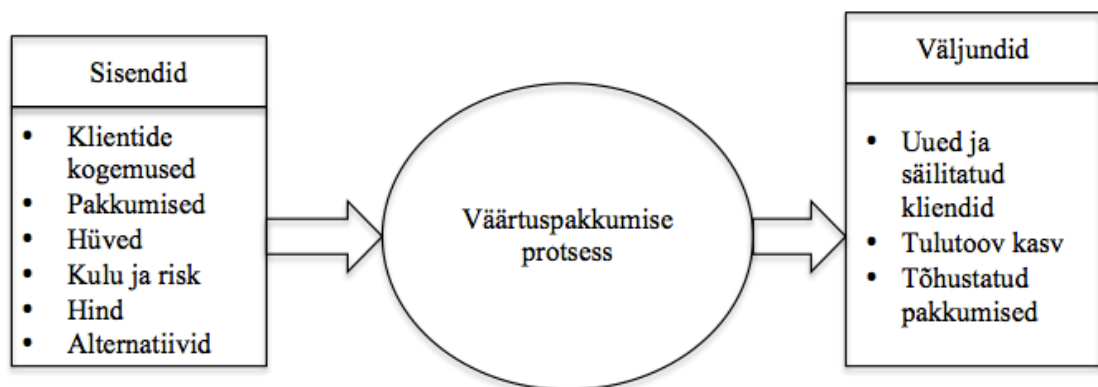 Sisendid
• Klientide
kogemused
• Pakkumised
• Hüved
• Kulu ja risk
• Hind
• Alternatiivid
Väärtuspakkumise
protsess
Väljundid
• Uued ja
säilitatud
kliendid
• Tulutoov kasv
• Tõhustatud
pakkumised